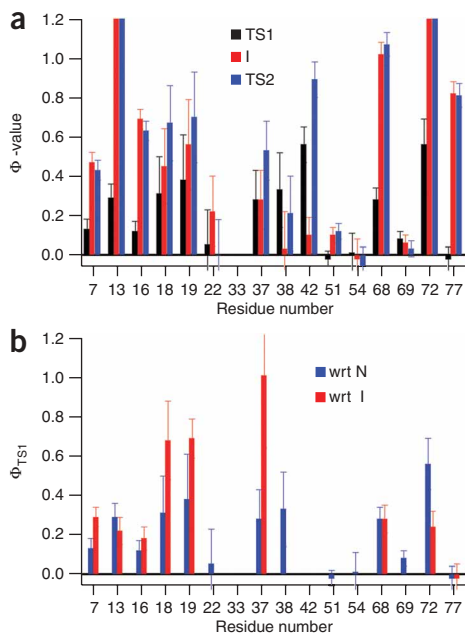 a
TS1
I
TS2
1.2
1.0
0.8
0.6
0.4
0.2
0.0
Φ -value
7 13 16 18 19 22 33 37 38 42 51 54 68 69 72 77
Residue number
b
wrt N
wrt I
1.2
1.0
0.8
0.6
0.4
0.2
0.0
ΦTS1
7 13 16 18 19 22 33 37 38 42 51 54 68 69 72 77
Residue number